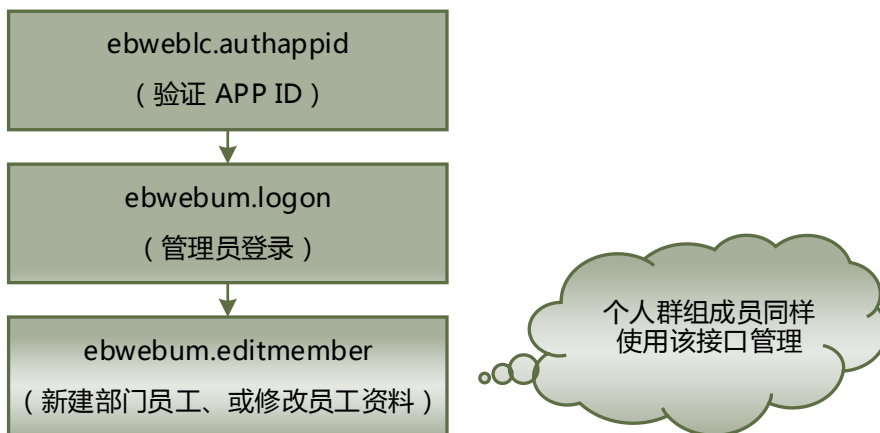 ebweblc.authappid
（验证 APP ID）
ebwebum.logon
（管理员登录）
ebwebum.editmember
（新建部门员工、或修改员工资料）
个人群组成员同样
使用该接口管理